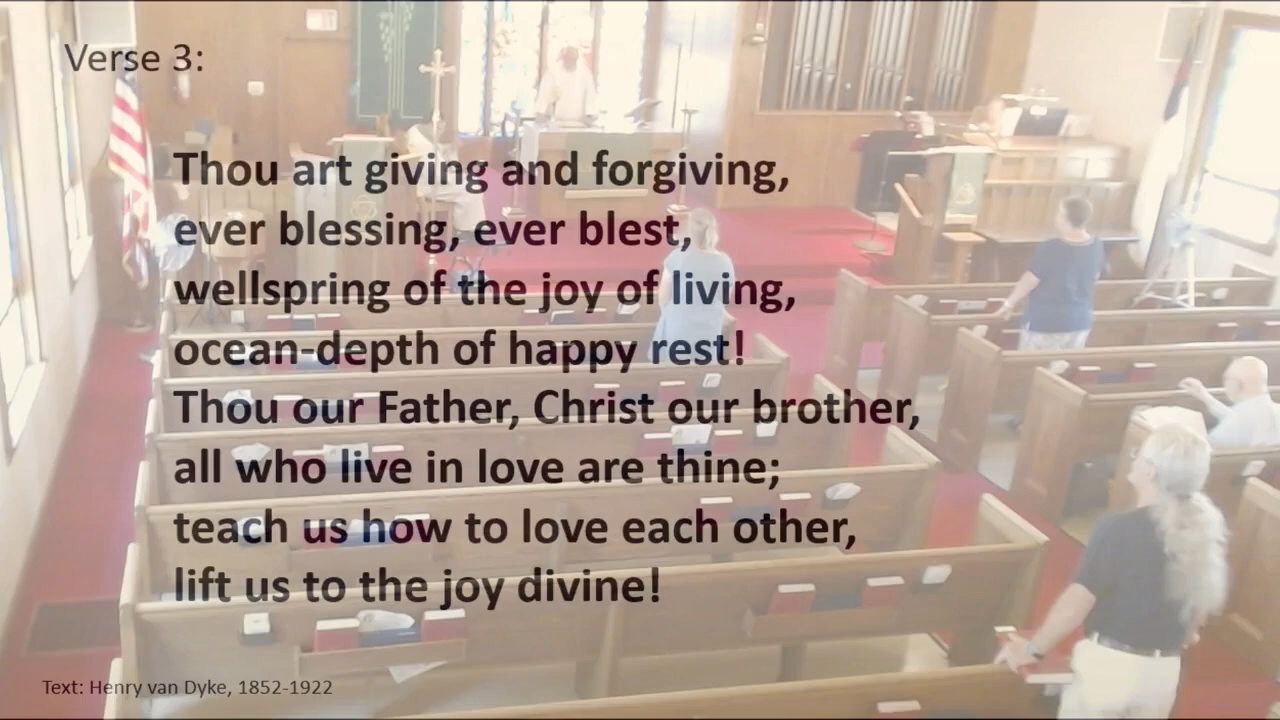 Verse 3:
Thou art giving and forgiving,
ever blessing, ever blest,
wellspring of the joy of living,
ocean-depth of happy rest!
Thou our Father, Christ our brother,
all who live in love are thine;
teach us how to love each other,
lift us to the joy divine!
Text: Henry van Dyke, 1852-1922